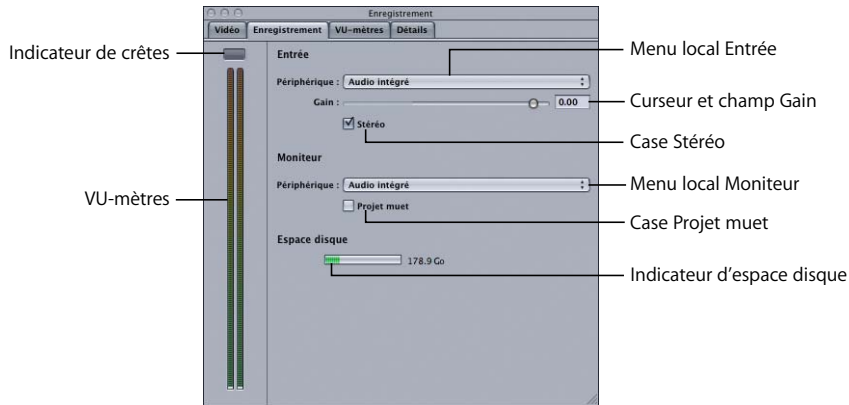 Enregistrement
Vidéo Enregistrement VU-mètres Détails
Indicateur de crêtes
Entrée
Menu local Entrée
Périphérique : Audio intégré
Gain : 0.00
Curseur et champ Gain
Stéréo
Case Stéréo
Moniteur
Périphérique : Audio intégré
Menu local Moniteur
VU-mètres
Projet muet
Case Projet muet
Espace disque
178.9 Go
Indicateur d’espace disque